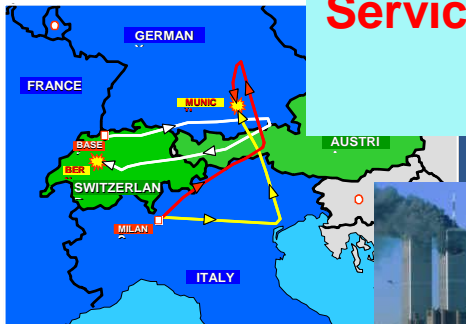 Servic
GERMAN
FRANCE
MUNIC
BASE
AUSTRI
BER
SWITZERLAN
MILAN
ITALY